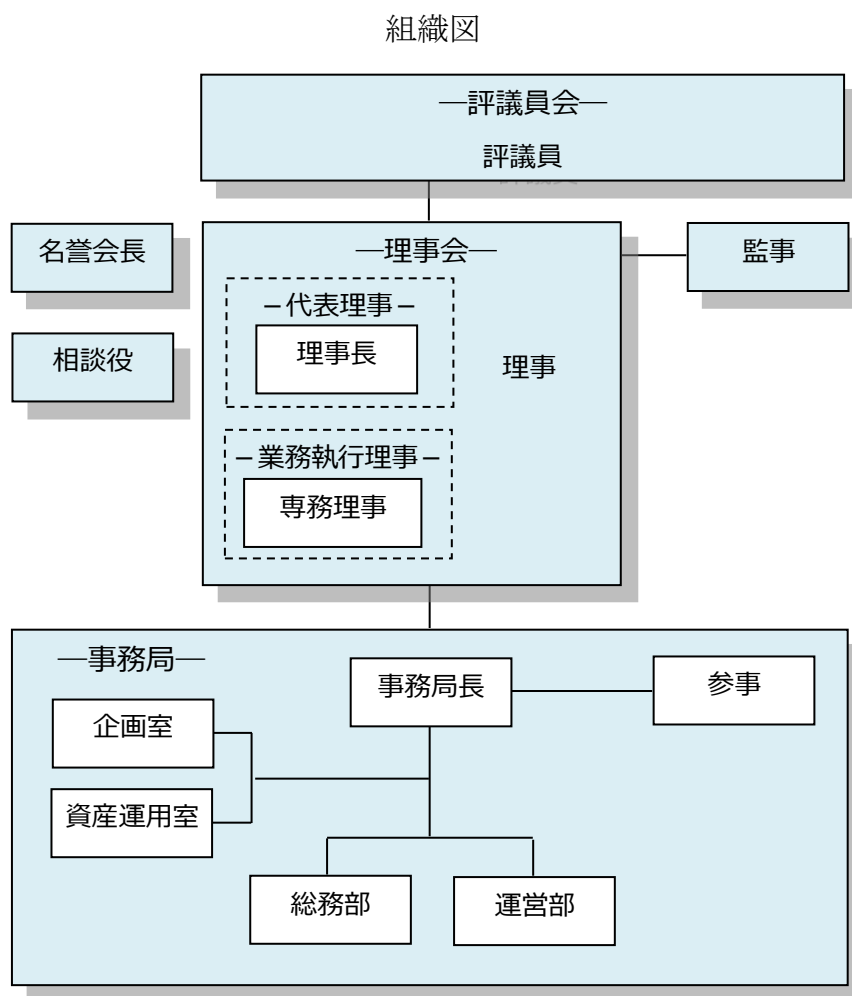 組織図
―評議員会―
評議員
名誉会長
―理事会―
監事
－代表理事－
理事長
相談役
理事
－業務執行理事－
専務理事
―事務局―
事務局長
参事
企画室
資産運用室
総務部
運営部